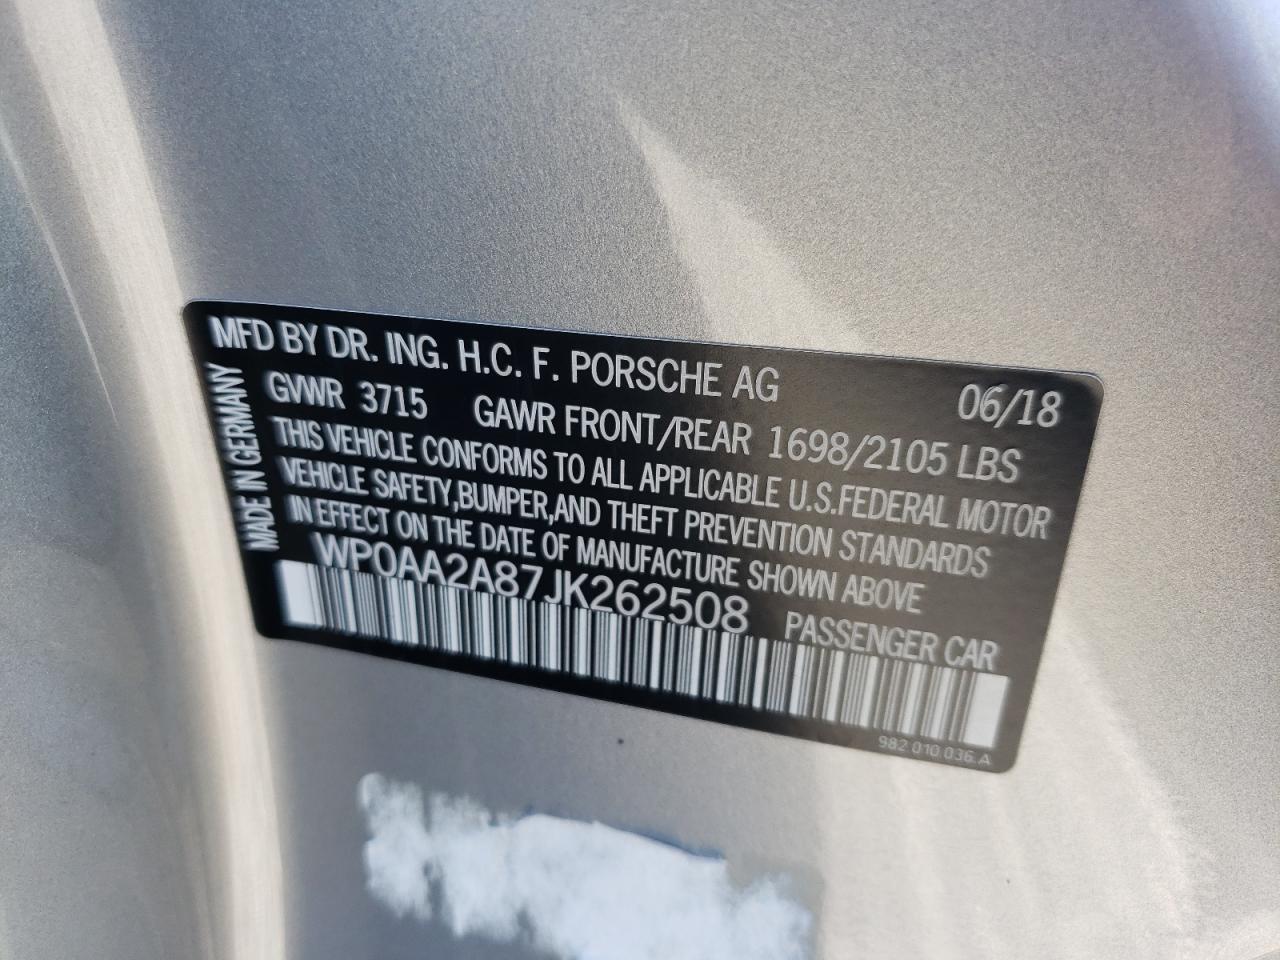 MFD BY DR. ING. H.C. F. PORSCHE AG 06/18
GVWR 3715 GAWR FRONT/REAR 1698/2105 LBS
THIS VEHICLE CONFORMS TO ALL APPLICABLE U.S.FEDERAL MOTOR
VEHICLE SAFETY,BUMPER,AND THEFT PREVENTION STANDARDS
IN EFFECT ON THE DATE OF MANUFACTURE SHOWN ABOVE
WP0AA2A87JK262508 PASSENGER CAR
982 010 036.A
MADE IN GERMANY